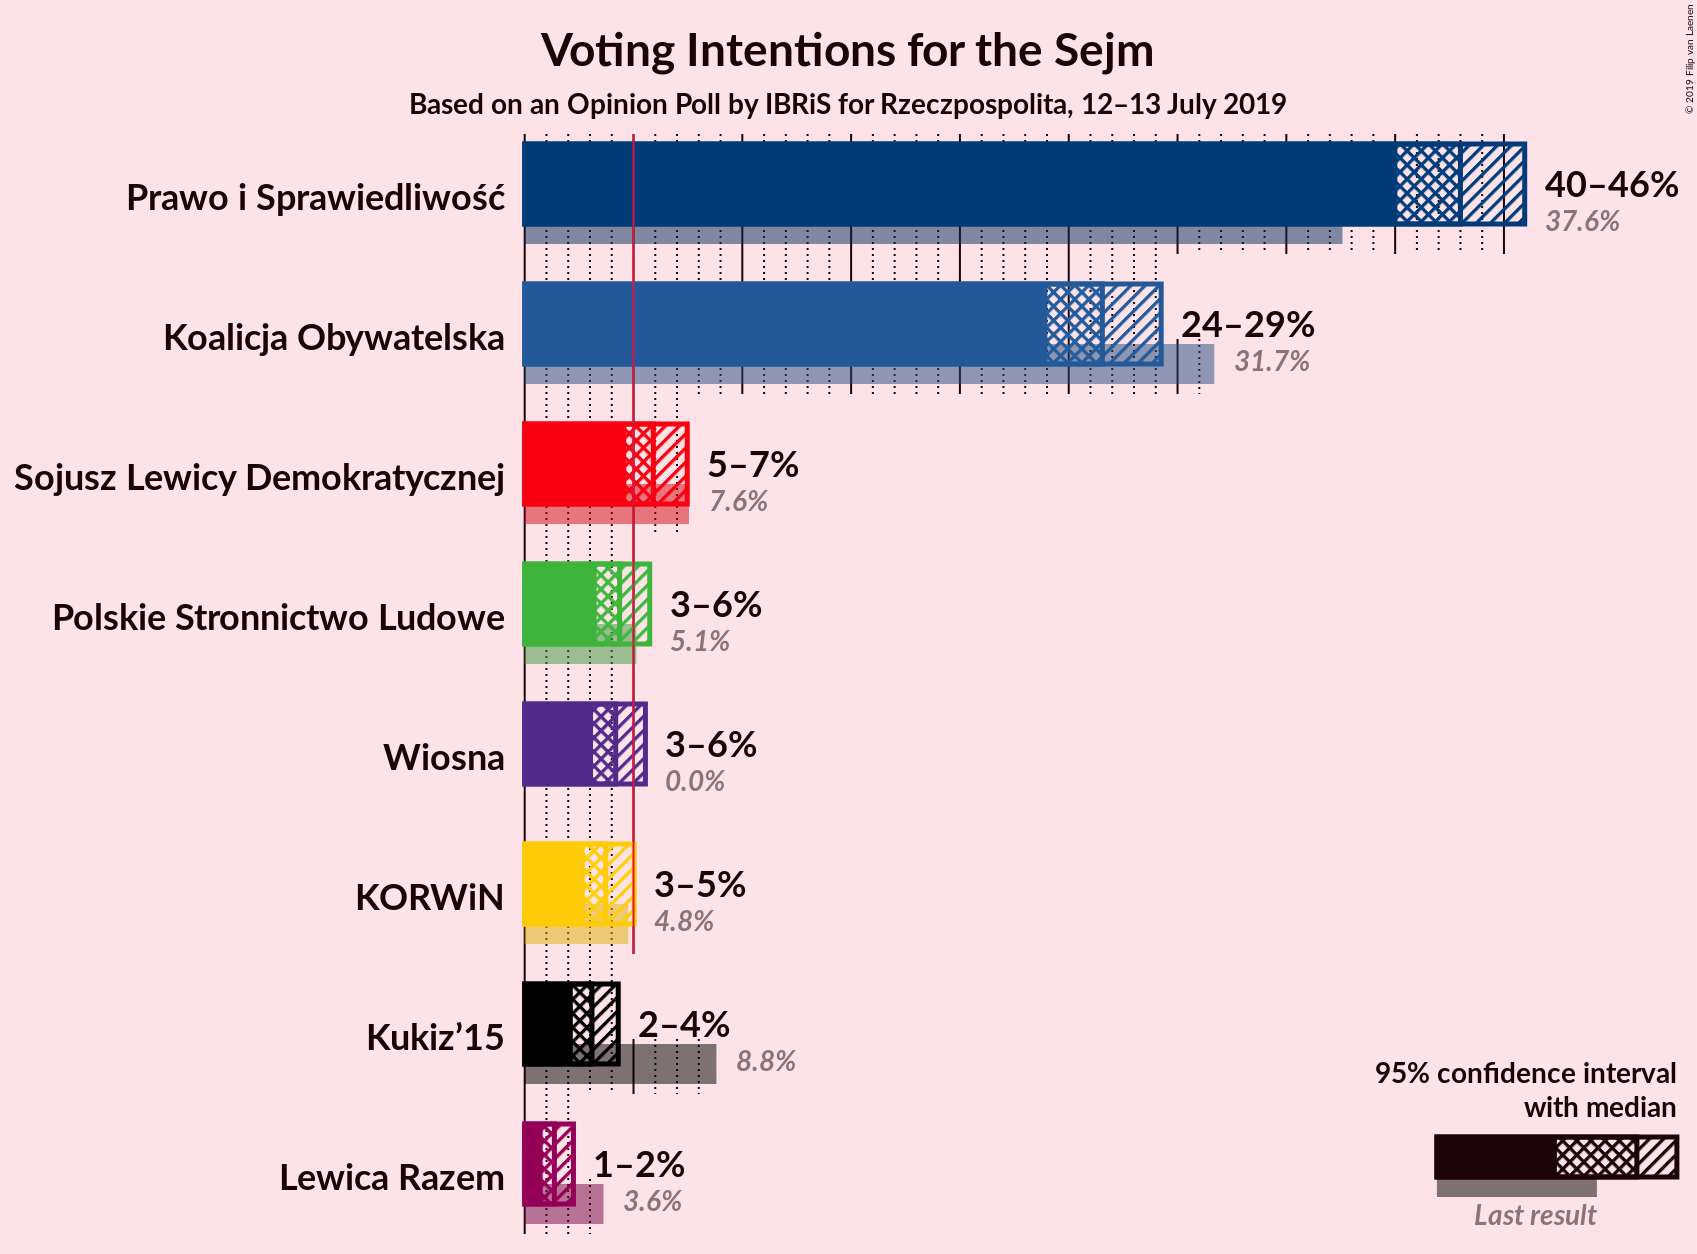 Voting Intentions for the Sejm
Based on an Opinion Poll by IBRiS for Rzeczpospolita, 12–13 July 2019
© 2019 Filip van Laenen
Prawo i Sprawiedliwość
40–46%
37.6%
Koalicja Obywatelska
24–29%
31.7%
Sojusz Lewicy Demokratycznej
5–7%
7.6%
Polskie Stronnictwo Ludowe
3–6%
5.1%
Wiosna
3–6%
0.0%
KORWiN
3–5%
4.8%
Kukiz’15
2–4%
8.8%
Lewica Razem
1–2%
3.6%
95% confidence interval
with median
Last result